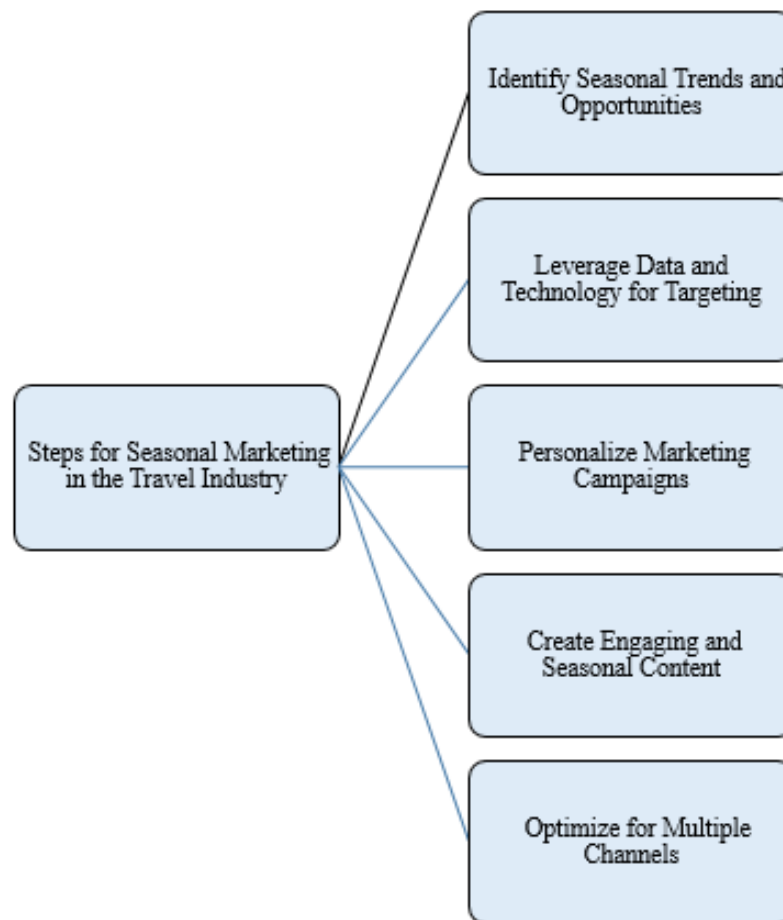 Identify Seasonal Trends and
Opportunities
Leverage Data and
Technology for Targeting
Steps for Seasonal Marketing
in the Travel Industry
Personalize Marketing
Campaigns
Create Engaging and
Seasonal Content
Optimize for Multiple
Channels